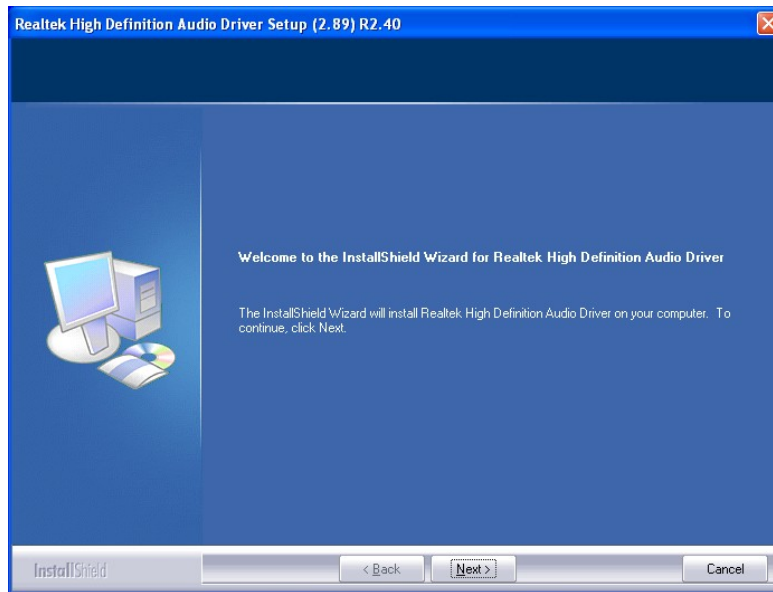 Realtek High Definition Audio Driver Setup (2.89) R2.40
Welcome to the InstallShield Wizard for Realtek High Definition Audio Driver
The InstallShield Wizard will install Realtek High Definition Audio Driver on your computer. To
continue, click Next.
InstallShield
< Back
Next >
Cancel